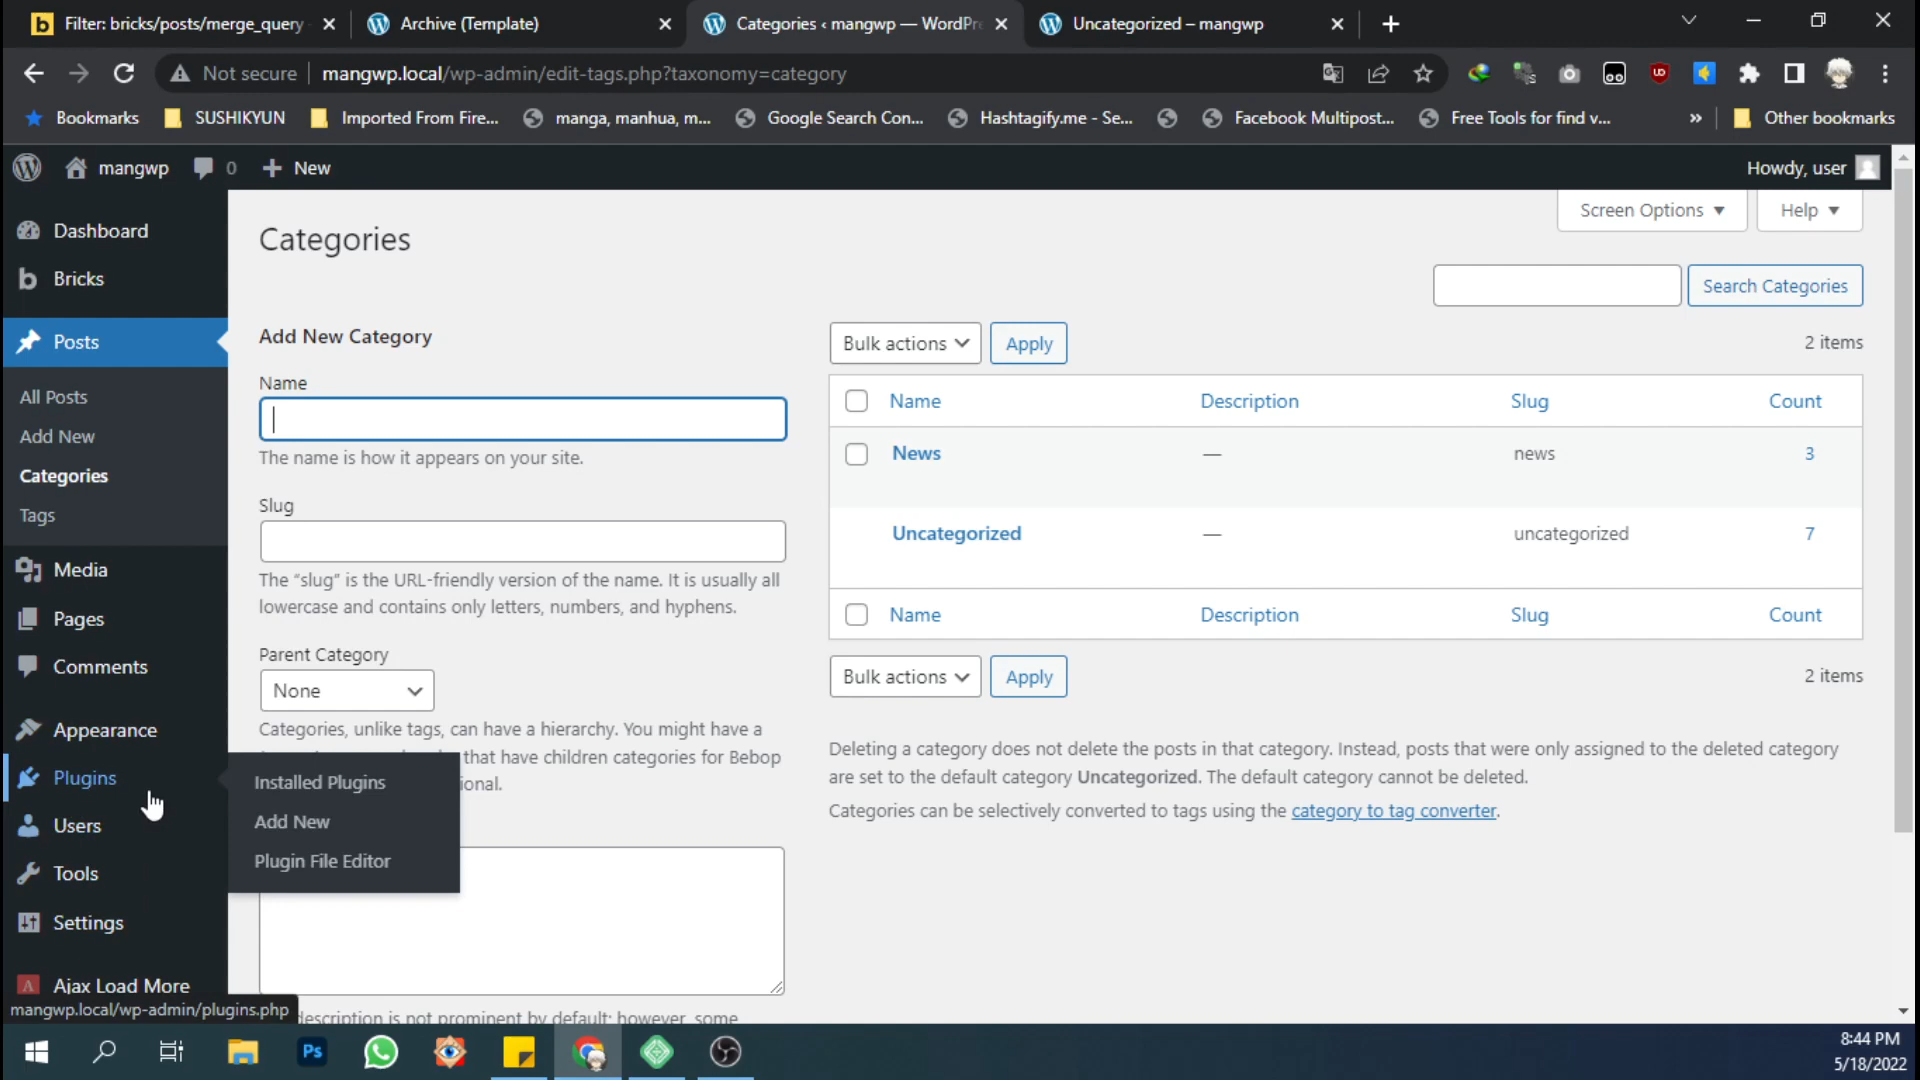 Filter: bricks/posts/merge_query
Archive (Template)
Categories ‹ mangwp — WordPre
Uncategorized – mangwp
Not secure
mangwp.local/wp-admin/edit-tags.php?taxonomy=category
Bookmarks
SUSHIKYUN
Imported From Fire...
manga, manhua, m...
Google Search Con...
Hashtagify.me - Se...
Facebook Multipost...
Free Tools for find v...
»
Other bookmarks
mangwp
0
New
Howdy, user
Screen Options
Help
Dashboard
Bricks
Posts
All Posts
Add New
Categories
Tags
Media
Pages
Comments
Appearance
Plugins
Users
Tools
Settings
Ajax Load More
Installed Plugins
Add New
Plugin File Editor
mangwp.local/wp-admin/plugins.php
Categories
Search Categories
Add New Category
Name
The name is how it appears on your site.
Slug
The “slug” is the URL-friendly version of the name. It is usually all
lowercase and contains only letters, numbers, and hyphens.
Parent Category
None
Categories, unlike tags, can have a hierarchy. You might have a
that have children categories for Bebop
ional.
description is not prominent by default; however, some
Bulk actions
Apply
2 items
Name
Description
Slug
Count
News
—
news
3
Uncategorized
—
uncategorized
7
Name
Description
Slug
Count
Bulk actions
Apply
2 items
Deleting a category does not delete the posts in that category. Instead, posts that were only assigned to the deleted category
are set to the default category Uncategorized. The default category cannot be deleted.
Categories can be selectively converted to tags using the category to tag converter.
Ps
8:44 PM
5/18/2022